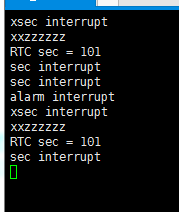 xsec interrupt
xxzzzzzz
RTC sec = 101
sec interrupt
sec interrupt
alarm interrupt
xsec interrupt
xxzzzzzz
RTC sec = 101
sec interrupt